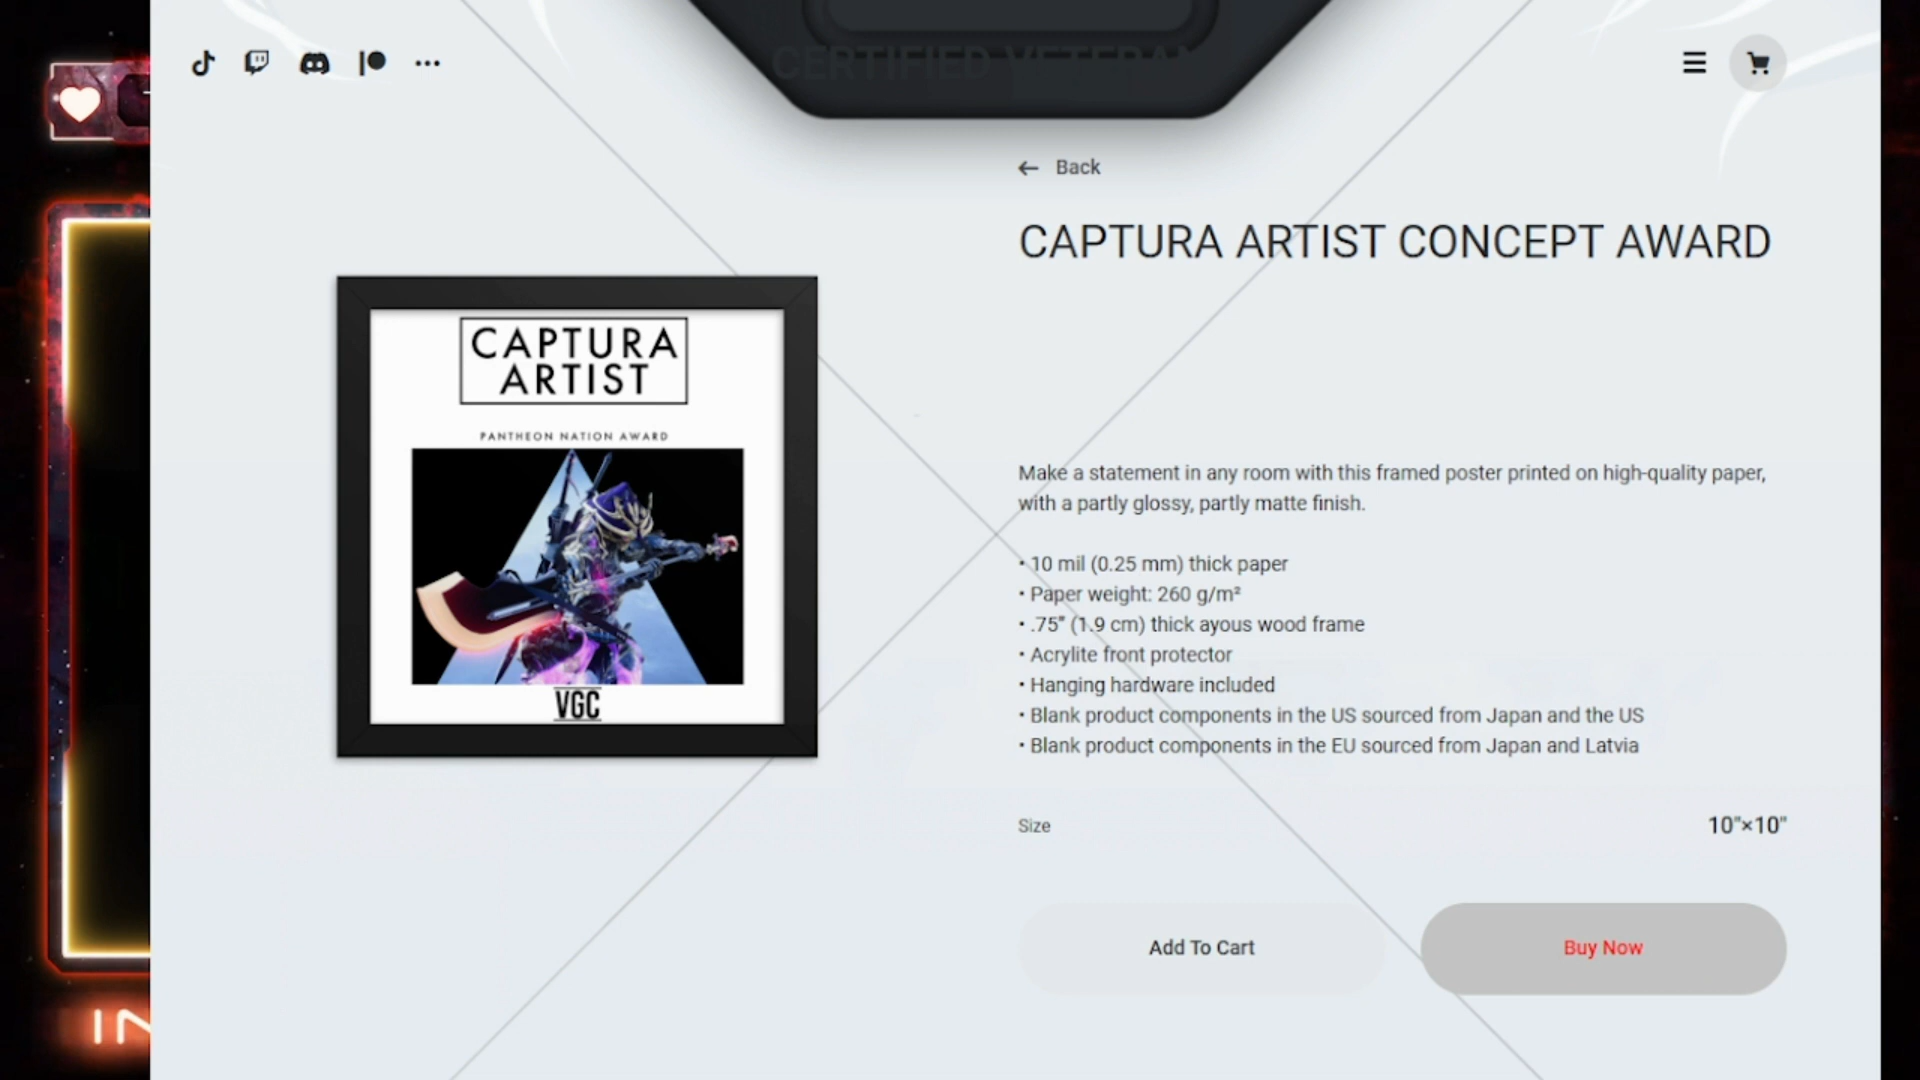 CERTIFIED VETERAN
Back
CAPTURA ARTIST CONCEPT AWARD
CAPTURA
ARTIST
PANTHEON NATION AWARD
VGC
Make a statement in any room with this framed poster printed on high-quality paper,
with a partly glossy, partly matte finish.
• 10 mil (0.25 mm) thick paper
• Paper weight: 260 g/m²
• .75″ (1.9 cm) thick ayous wood frame
• Acrylite front protector
• Hanging hardware included
• Blank product components in the US sourced from Japan and the US
• Blank product components in the EU sourced from Japan and Latvia
Size
10″×10″
Add To Cart
Buy Now